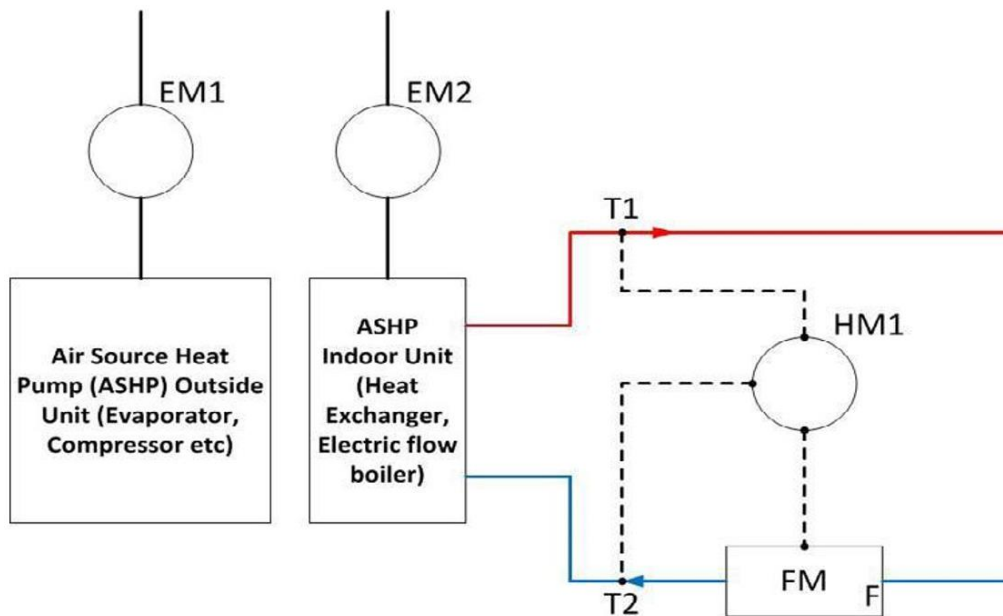 EM1
EM2
T1
HM1
Air Source Heat
Pump (ASHP) Outside
Unit (Evaporator,
Compressor etc)
ASHP
Indoor Unit
(Heat
Exchanger,
Electric flow
boiler)
FM
F
T2